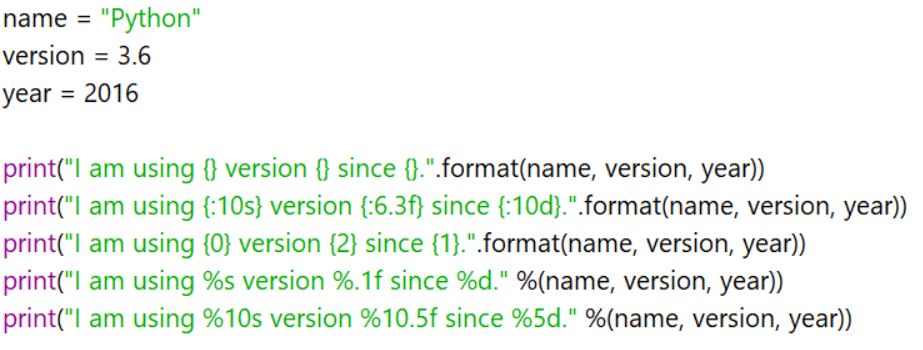 name = "Python"
version = 3.6
year = 2016
print("I am using {} version {} since {}.".format(name, version, year))
print("I am using {:10s} version {:6.3f} since {:10d}.".format(name, version, year))
print("I am using {0} version {2} since {1}.".format(name, version, year))
print("I am using %s version %.1f since %d." %(name, version, year))
print("I am using %10s version %10.5f since %5d." %(name, version, year))